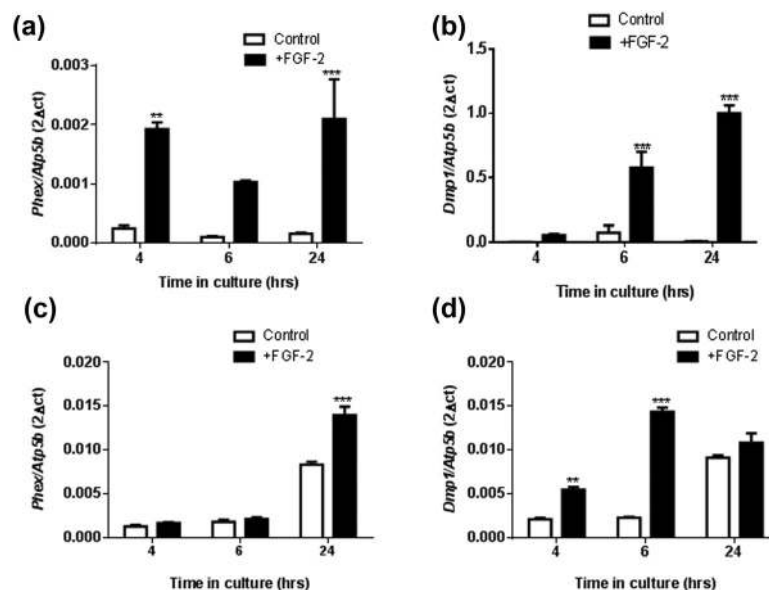 (a)
Control
+FGF-2
Phex/Atp5b (2Δct)
0.003
0.002
0.001
0.000
**
***
4 6 24
Time in culture (hrs)
(b)
Control
+FGF-2
Dmp1/Atp5b (2Δct)
1.5
1.0
0.5
0.0
***
***
4 6 24
Time in culture (hrs)
(c)
Control
+FGF-2
Phex/Atp5b (2Δct)
0.020
0.015
0.010
0.005
0.000
***
4 6 24
Time in culture (hrs)
(d)
Control
+FGF-2
Dmp1/Atp5b (2Δct)
0.020
0.015
0.010
0.005
0.000
**
***
4 6 24
Time in culture (hrs)